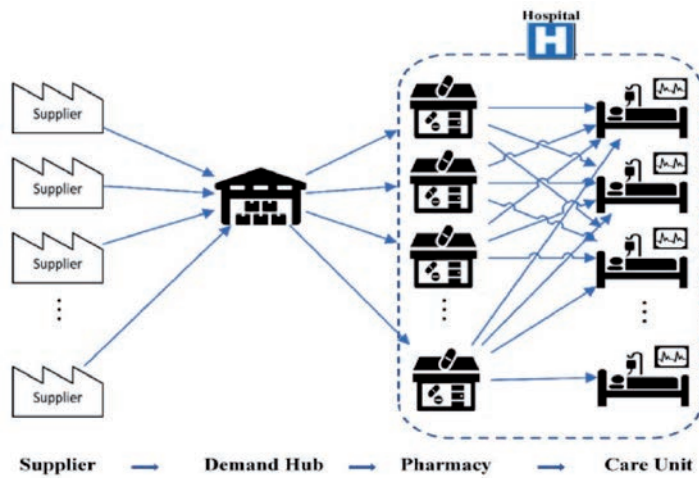 Hospital
H
Supplier
Supplier
Supplier
Supplier
Supplier Demand Hub Pharmacy Care Unit